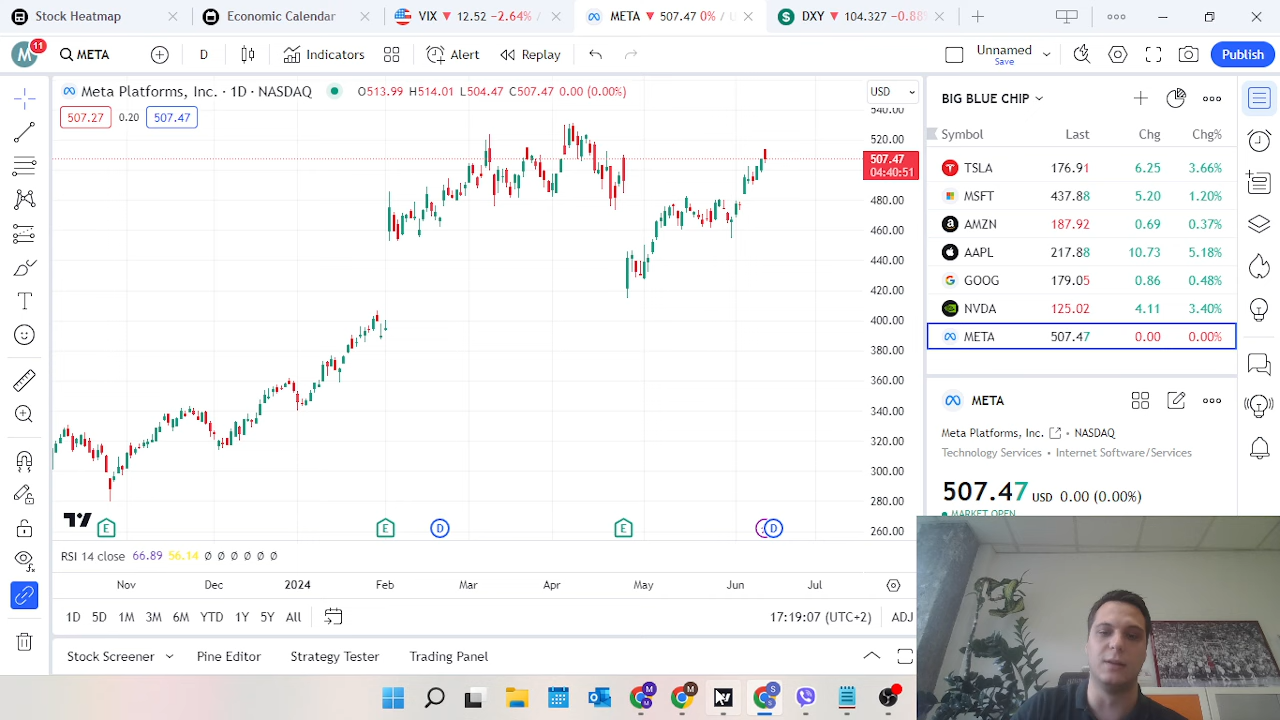 Stock Heatmap
Economic Calendar
VIX 12.52 -2.64% /
META 507.47 0% / U
DXY 104.327 -0.88%
M 11
META
D
Indicators
Alert
Replay
Unnamed
Save
Publish
Meta Platforms, Inc. · 1D · NASDAQ
O513.99 H514.01 L504.47 C507.47 0.00 (0.00%)
507.27
0.20
507.47
USD
540.00
520.00
507.47
04:40:51
480.00
460.00
440.00
420.00
400.00
380.00
360.00
340.00
320.00
300.00
280.00
260.00
E
E
D
E
D
RSI 14 close 66.89 56.14 Ø Ø Ø Ø Ø Ø
Nov
Dec
2024
Feb
Mar
Apr
May
Jun
Jul
1D 5D 1M 3M 6M YTD 1Y 5Y All
17:19:07 (UTC+2)
ADJ
Stock Screener
Pine Editor
Strategy Tester
Trading Panel
BIG BLUE CHIP
Symbol Last Chg Chg%
TSLA 176.91 6.25 3.66%
MSFT 437.88 5.20 1.20%
AMZN 187.92 0.69 0.37%
AAPL 217.88 10.73 5.18%
GOOG 179.05 0.86 0.48%
NVDA 125.02 4.11 3.40%
META 507.47 0.00 0.00%
META
Meta Platforms, Inc. • NASDAQ
Technology Services • Internet Software/Services
507.47 USD 0.00 (0.00%)
MARKET OPEN